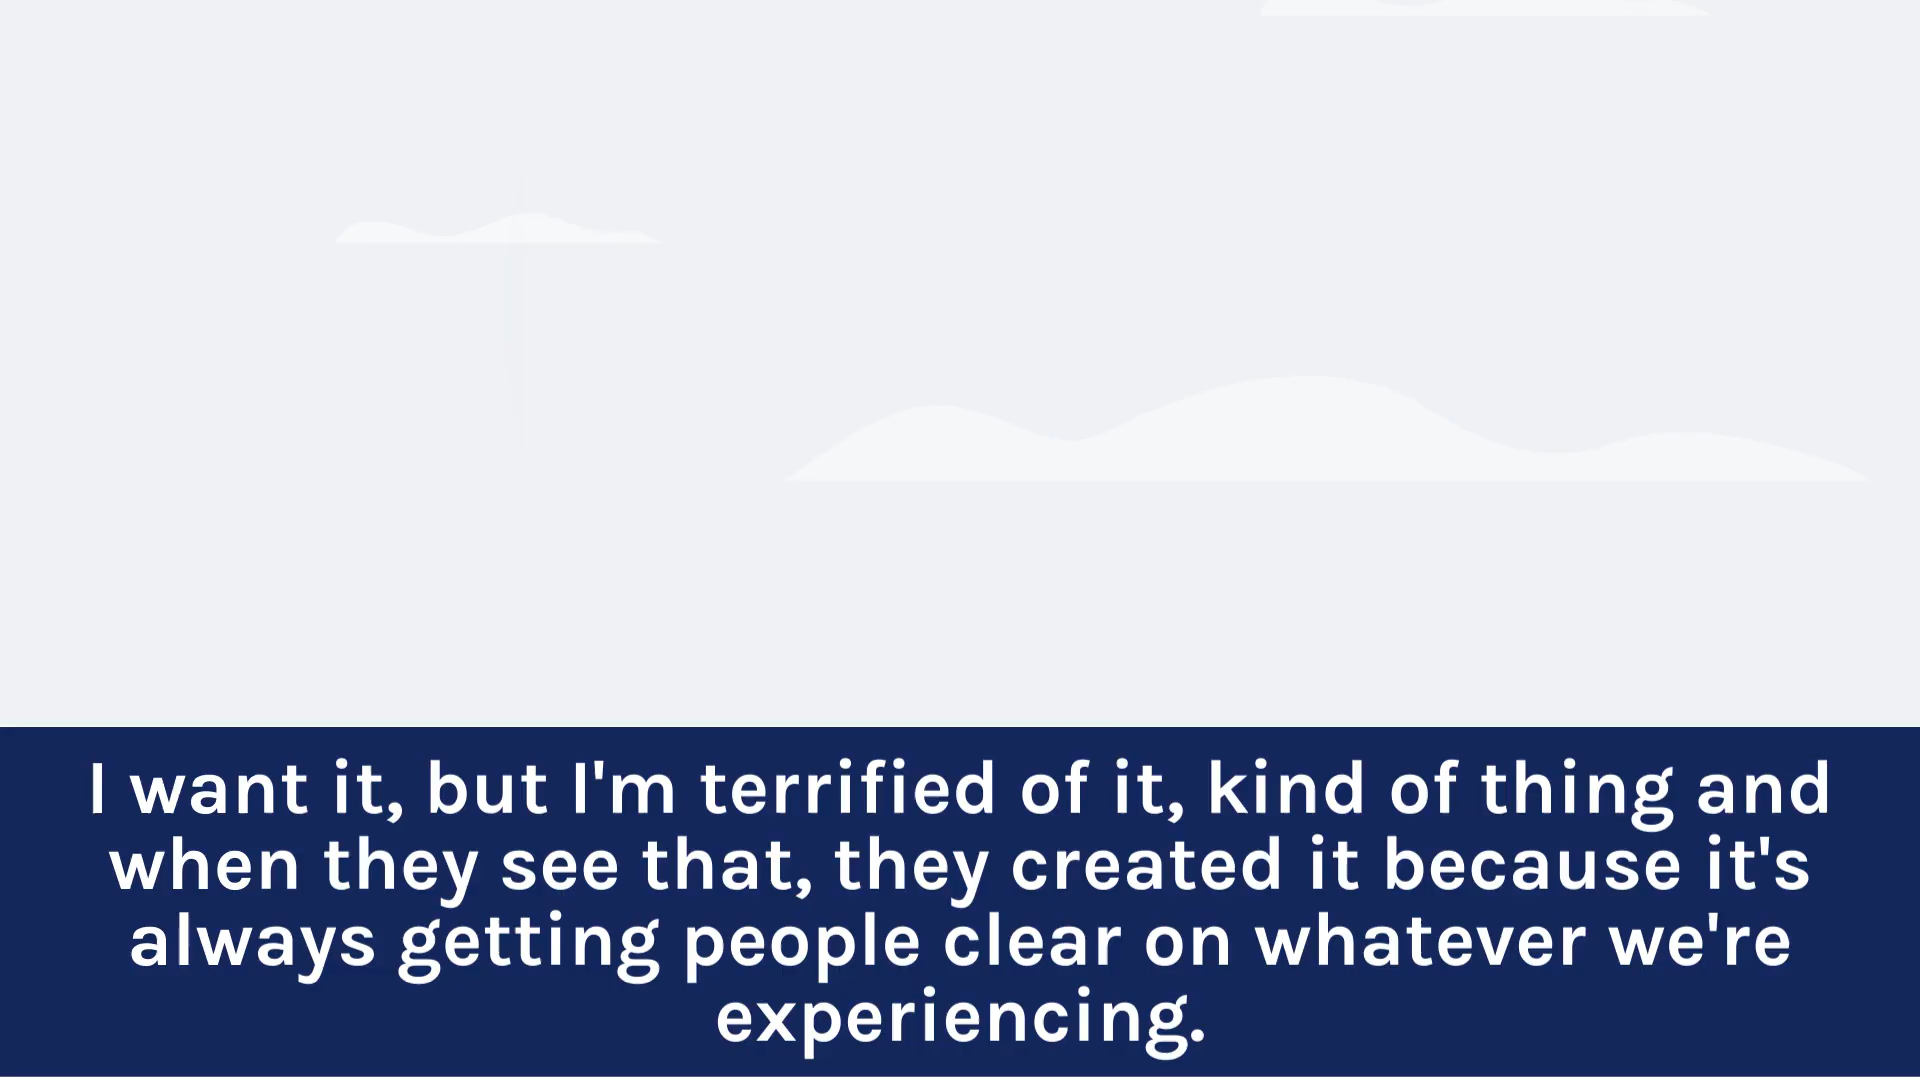 I want it, but I'm terrified of it, kind of thing and
when they see that, they created it because it's
always getting people clear on whatever we're
experiencing.